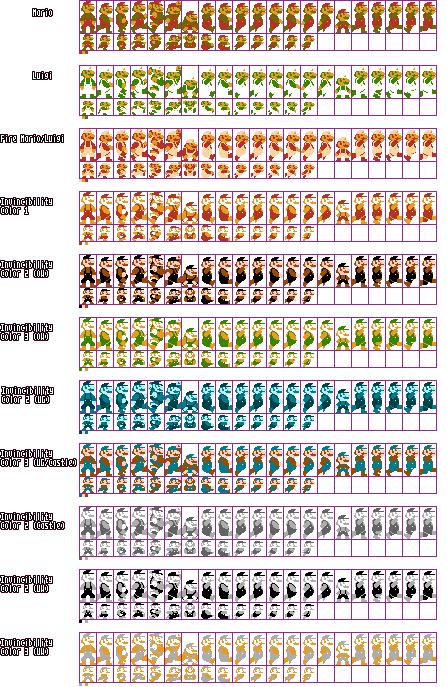 Mario
Luigi
Fire Mario/Luigi
Invincibility
Color 1
Invincibility
Color 2 (OW)
Invincibility
Color 3 (OW)
Invincibility
Color 2 (UG)
Invincibility
Color 3 (UG/Castle)
Invincibility
Color 2 (Castle)
Invincibility
Color 2 (UW)
Invincibility
Color 3 (UW)